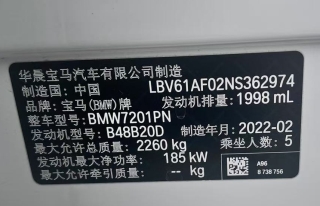 华晨宝马汽车有限公司制造
制造国：中国 LBV61AF02NS362974
品牌：宝马(BMW)牌 发动机排量：1998 mL
整车型号：BMW7201PN
发动机型号：B48B20D 制造年月：2022-02
最大允许总质量：2260 kg 乘坐人数：5
发动机最大净功率：185 kW
最大允许牵引质量：- kg
A96
0 738 756